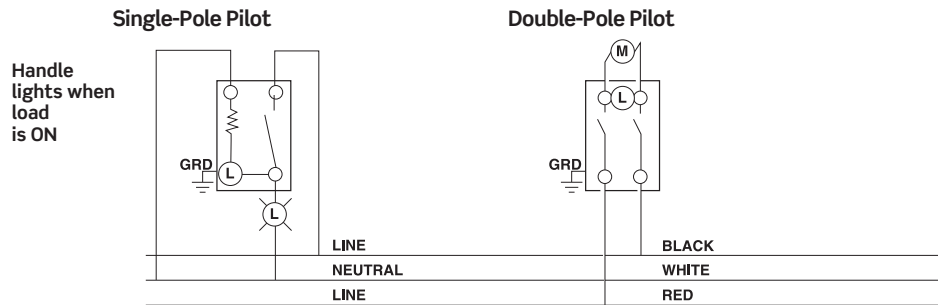 Single-Pole Pilot
Double-Pole Pilot
Handle
lights when
load
is ON
M
L
GRD
L
L
GRD
LINE
BLACK
NEUTRAL
WHITE
LINE
RED